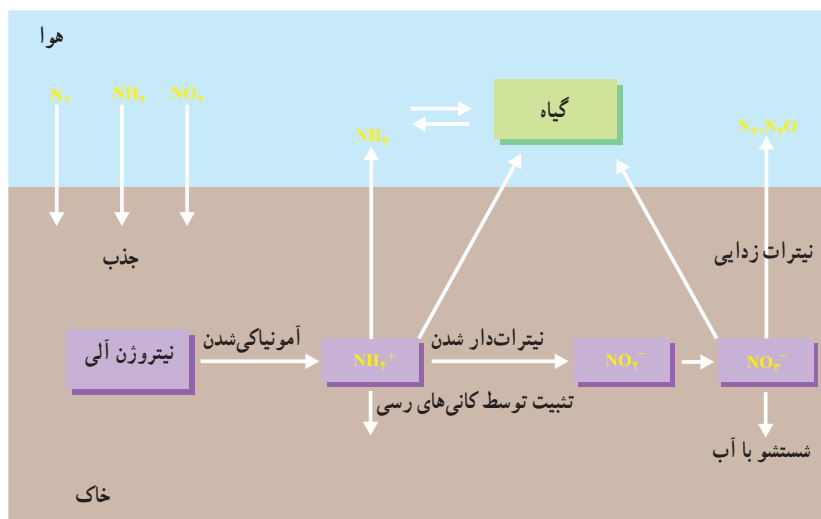 هوا
N۲ NH۳ NO۲
گیاه
NH۳
N۲،N۲O
جذب
نیترات زدایی
نیتروژن آلی
آمونیاکی‌شدن
NH۴⁺
نیترات‌دار شدن
NO۲⁻
NO۳⁻
تثبیت توسط کانی‌های رسی
شستشو با آب
خاک